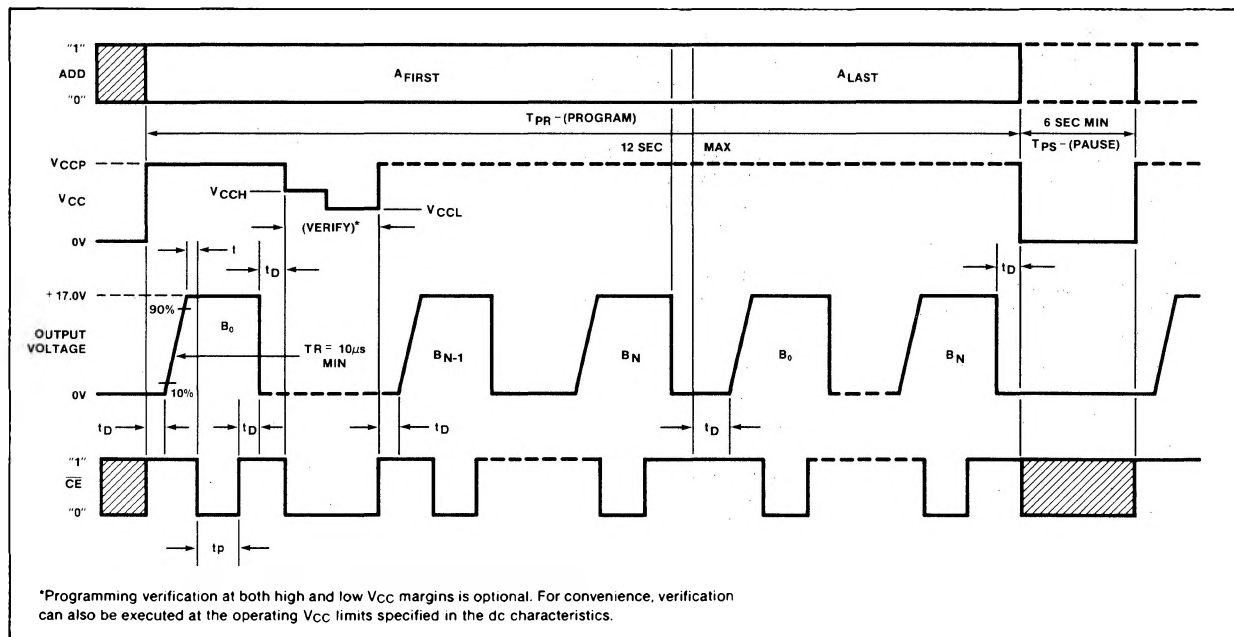 "1"
ADD
"0"
AFIRST
ALAST
TPR – (PROGRAM)
12 SEC MAX
6 SEC MIN
TPS – (PAUSE)
VCCP
VCC
0V
VCCH
VCCL
(VERIFY)*
t
tD
tD
+ 17.0V
90%
OUTPUT
VOLTAGE
B0
TR = 10µs
MIN
10%
0V
BN-1
BN
B0
BN
tD
tD
tD
tD
"1"
CE
"0"
tp
*Programming verification at both high and low VCC margins is optional. For convenience, verification
can also be executed at the operating VCC limits specified in the dc characteristics.